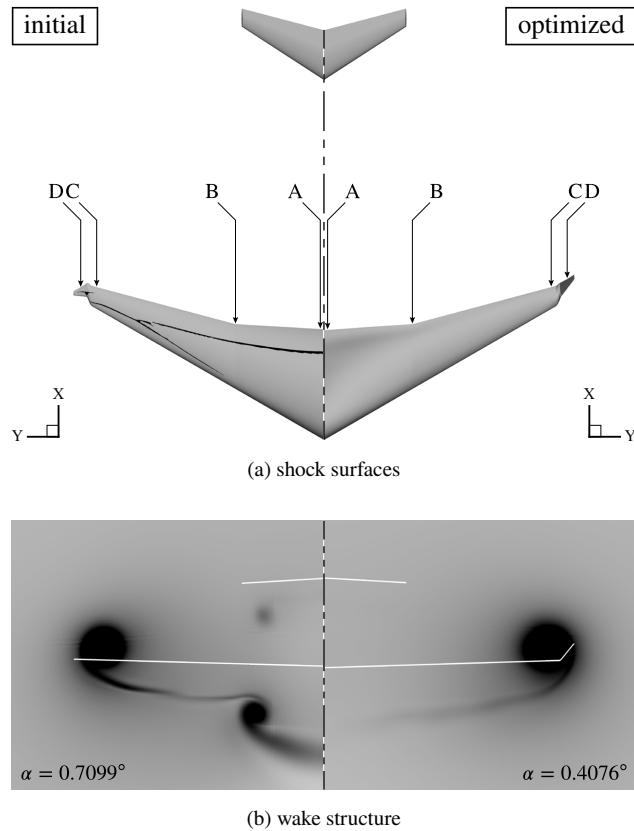 initial
optimized
DC B A A B CD
X
Y
X
Y
(a) shock surfaces
α = 0.7099°
α = 0.4076°
(b) wake structure